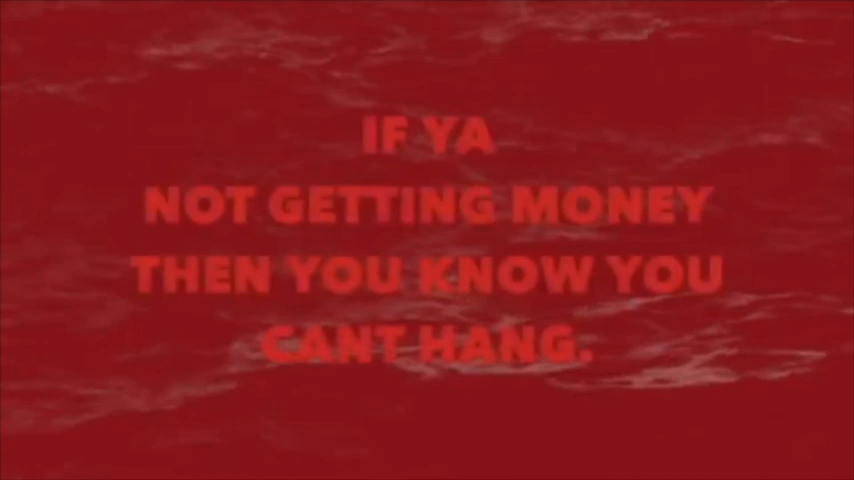 IF YA
NOT GETTING MONEY
THEN YOU KNOW YOU
CANT HANG.